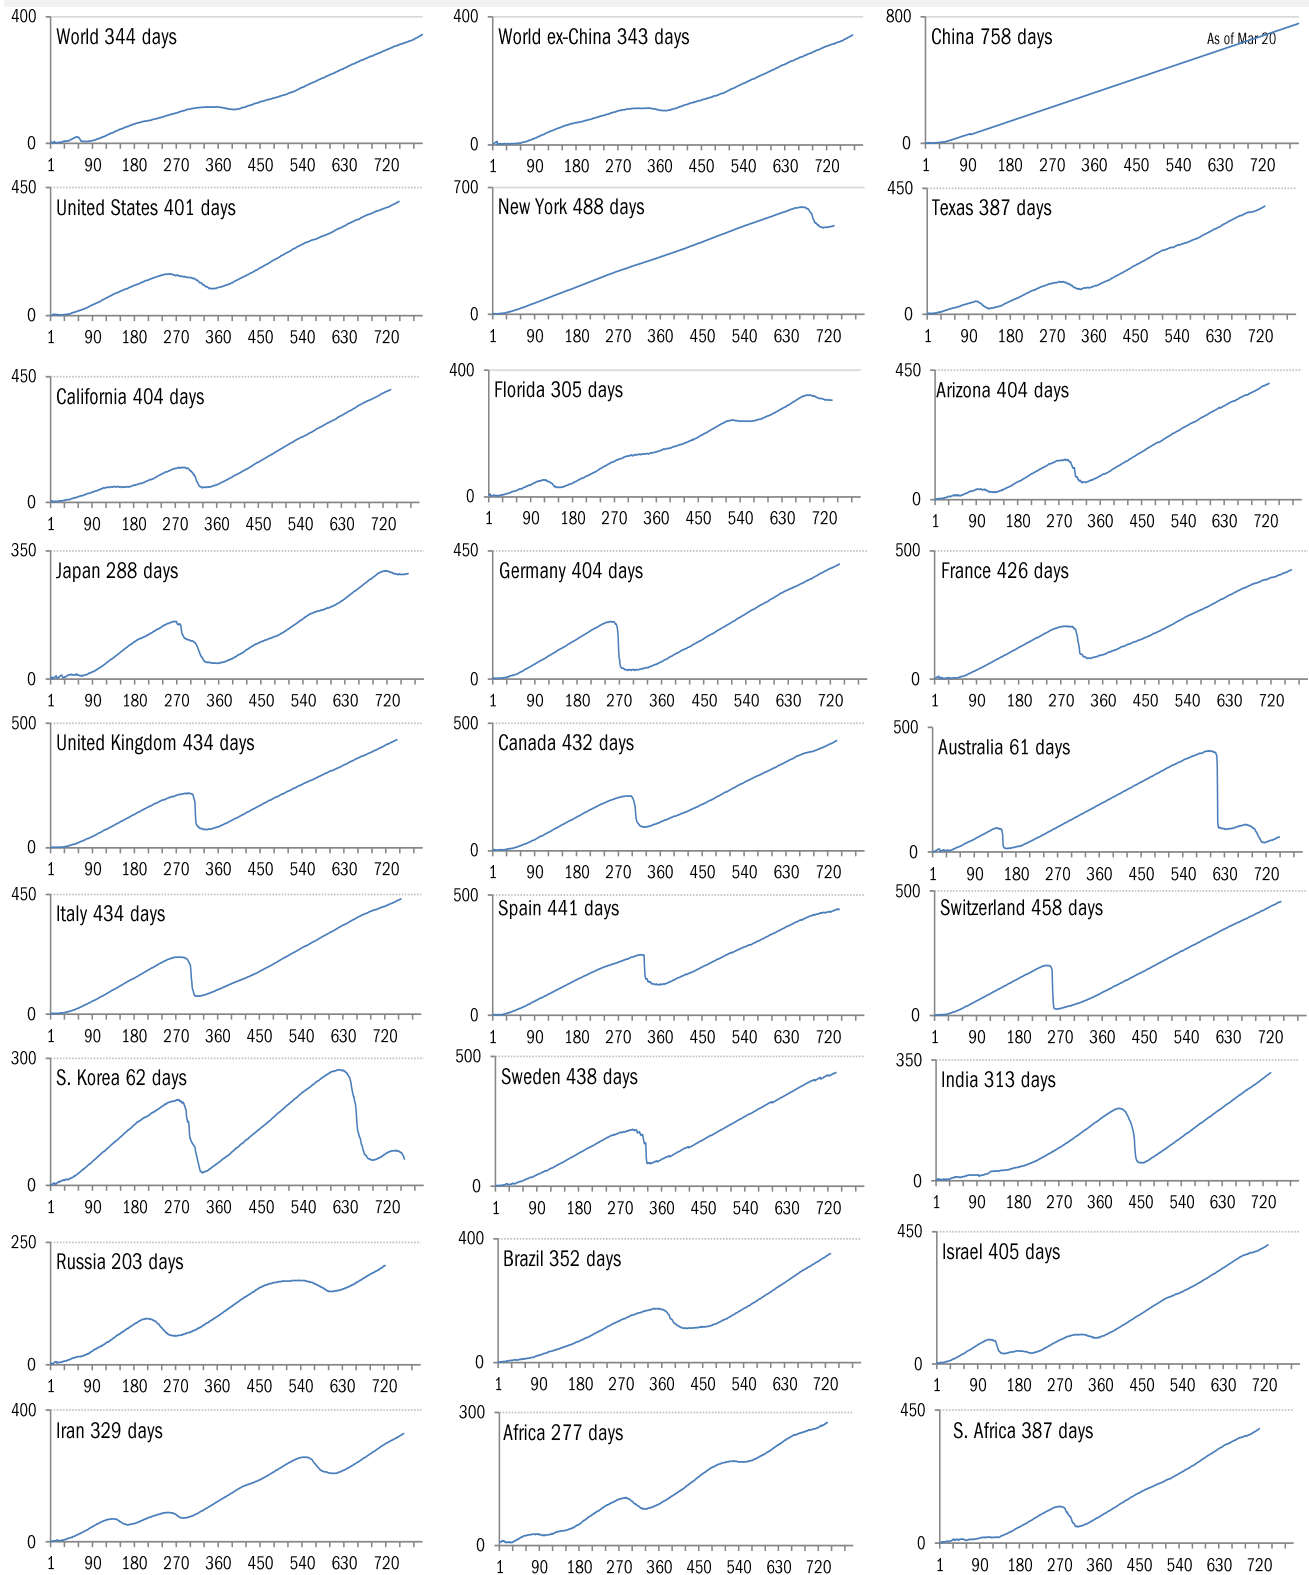 400
World 344 days
0
1 90 180 270 360 450 540 630 720
400
World ex-China 343 days
0
1 90 180 270 360 450 540 630 720
800
China 758 days
As of Mar 20
0
1 90 180 270 360 450 540 630 720
450
United States 401 days
0
1 90 180 270 360 450 540 630 720
700
New York 488 days
0
1 90 180 270 360 450 540 630 720
450
Texas 387 days
0
1 90 180 270 360 450 540 630 720
450
California 404 days
0
1 90 180 270 360 450 540 630 720
400
Florida 305 days
0
1 90 180 270 360 450 540 630 720
450
Arizona 404 days
0
1 90 180 270 360 450 540 630 720
350
Japan 288 days
0
1 90 180 270 360 450 540 630 720
450
Germany 404 days
0
1 90 180 270 360 450 540 630 720
500
France 426 days
0
1 90 180 270 360 450 540 630 720
500
United Kingdom 434 days
0
1 90 180 270 360 450 540 630 720
500
Canada 432 days
0
1 90 180 270 360 450 540 630 720
500
Australia 61 days
0
1 90 180 270 360 450 540 630 720
450
Italy 434 days
0
1 90 180 270 360 450 540 630 720
500
Spain 441 days
0
1 90 180 270 360 450 540 630 720
500
Switzerland 458 days
0
1 90 180 270 360 450 540 630 720
300
S. Korea 62 days
0
1 90 180 270 360 450 540 630 720
500
Sweden 438 days
0
1 90 180 270 360 450 540 630 720
350
India 313 days
0
1 90 180 270 360 450 540 630 720
250
Russia 203 days
0
1 90 180 270 360 450 540 630 720
400
Brazil 352 days
0
1 90 180 270 360 450 540 630 720
450
Israel 405 days
0
1 90 180 270 360 450 540 630 720
400
Iran 329 days
0
1 90 180 270 360 450 540 630 720
300
Africa 277 days
0
1 90 180 270 360 450 540 630 720
450
S. Africa 387 days
0
1 90 180 270 360 450 540 630 720